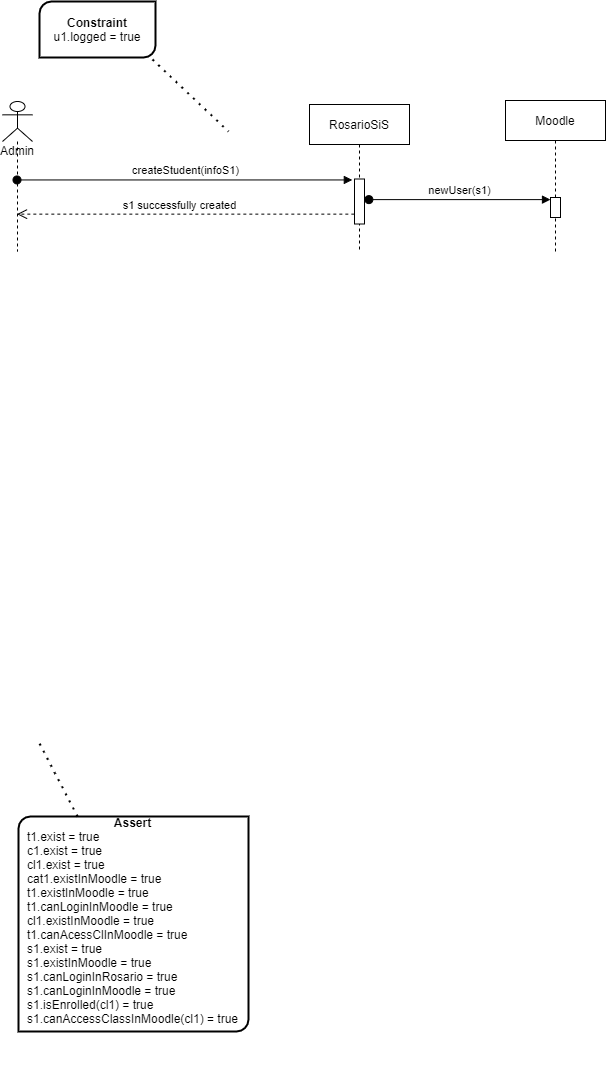 Constraint
u1.logged = true
Admin
RosarioSiS
Moodle
createStudent(infoS1)
newUser(s1)
s1 successfully created
Assert
t1.exist = true
c1.exist = true
cl1.exist = true
cat1.existInMoodle = true
t1.existInMoodle = true
t1.canLoginInMoodle = true
cl1.existInMoodle = true
t1.canAcessClInMoodle = true
s1.exist = true
s1.existInMoodle = true
s1.canLoginInRosario = true
s1.canLoginInMoodle = true
s1.isEnrolled(cl1) = true
s1.canAccessClassInMoodle(cl1) = true